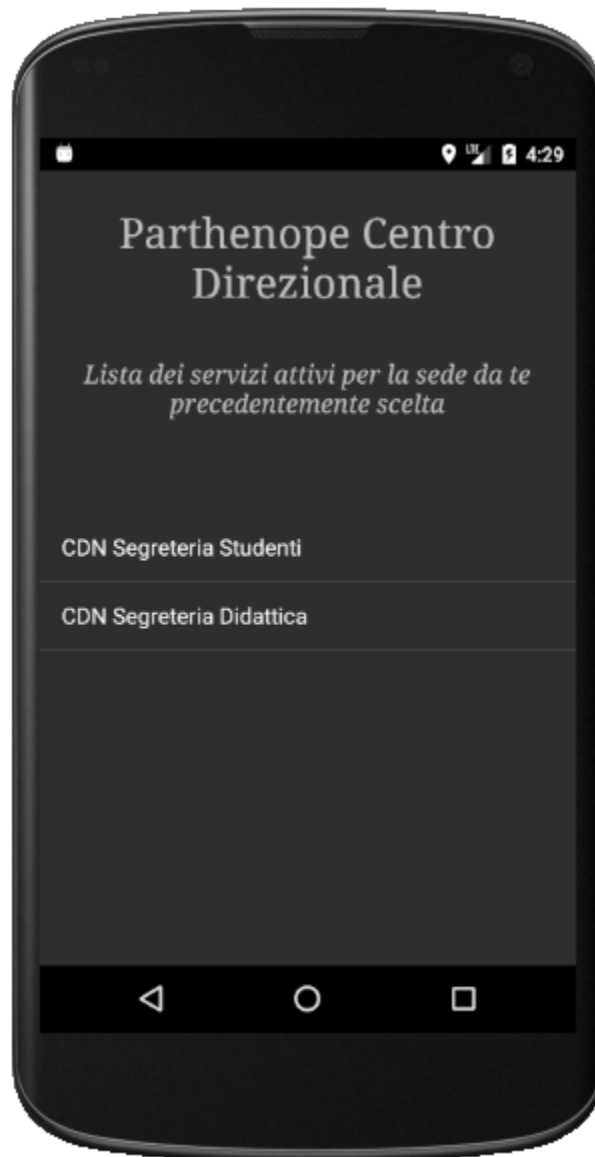 LTE 4:29
Parthenope Centro
Direzionale
Lista dei servizi attivi per la sede da te
precedentemente scelta
CDN Segreteria Studenti
CDN Segreteria Didattica